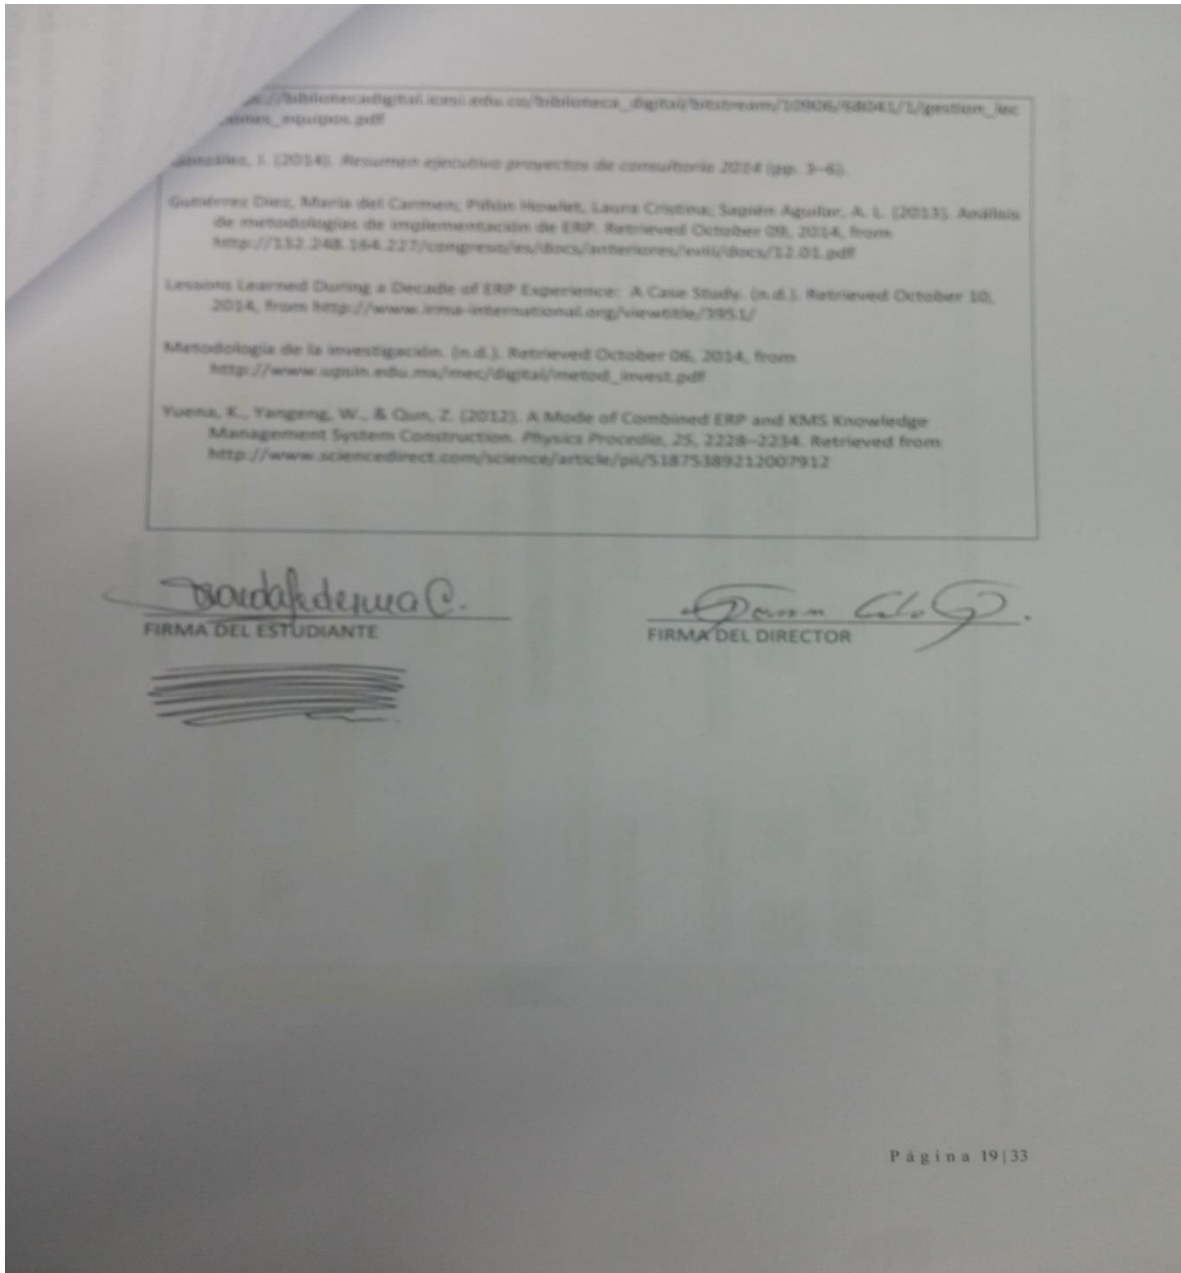 ://bibliotecadigital.icesi.edu.co/biblioteca_digital/bitstream/10906/68041/1/gestion_lec
ones_equipos.pdf
González, J. (2014). Resumen ejecutivo proyectos de consultoria 2014 (pp. 3–6).
Gutiérrez Diez, María del Carmen; Piñón Howlet, Laura Cristina; Sapién Aguilar, A. L. (2013). Análisis
de metodologías de implementación de ERP. Retrieved October 09, 2014, from
http://132.248.164.227/congreso/es/docs/anteriores/xviii/docs/12.01.pdf
Lessons Learned During a Decade of ERP Experience: A Case Study. (n.d.). Retrieved October 10,
2014, from http://www.irma-international.org/viewtitle/3951/
Metodología de la investigación. (n.d.). Retrieved October 06, 2014, from
http://www.upsin.edu.mx/mec/digital/metod_invest.pdf
Yuena, K., Yangeng, W., & Qun, Z. (2012). A Mode of Combined ERP and KMS Knowledge
Management System Construction. Physics Procedia, 25, 2228–2234. Retrieved from
http://www.sciencedirect.com/science/article/pii/S1875389212007912
FIRMA DEL ESTUDIANTE
FIRMA DEL DIRECTOR
Página 19|33